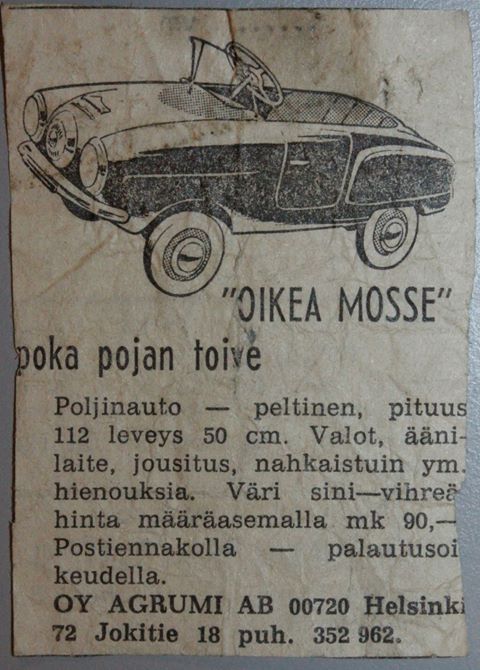 "OIKEA MOSSE"
poka pojan toive
Poljinauto — peltinen, pituus
112 leveys 50 cm. Valot, ääni-
laite, jousitus, nahkaistuin ym.
hienouksia. Väri sini—vihreä
hinta määräasemalla mk 90,—
Postiennakolla — palautusoi
keudella.
OY AGRUMI AB 00720 Helsinki
72 Jokitie 18 puh. 352 962.